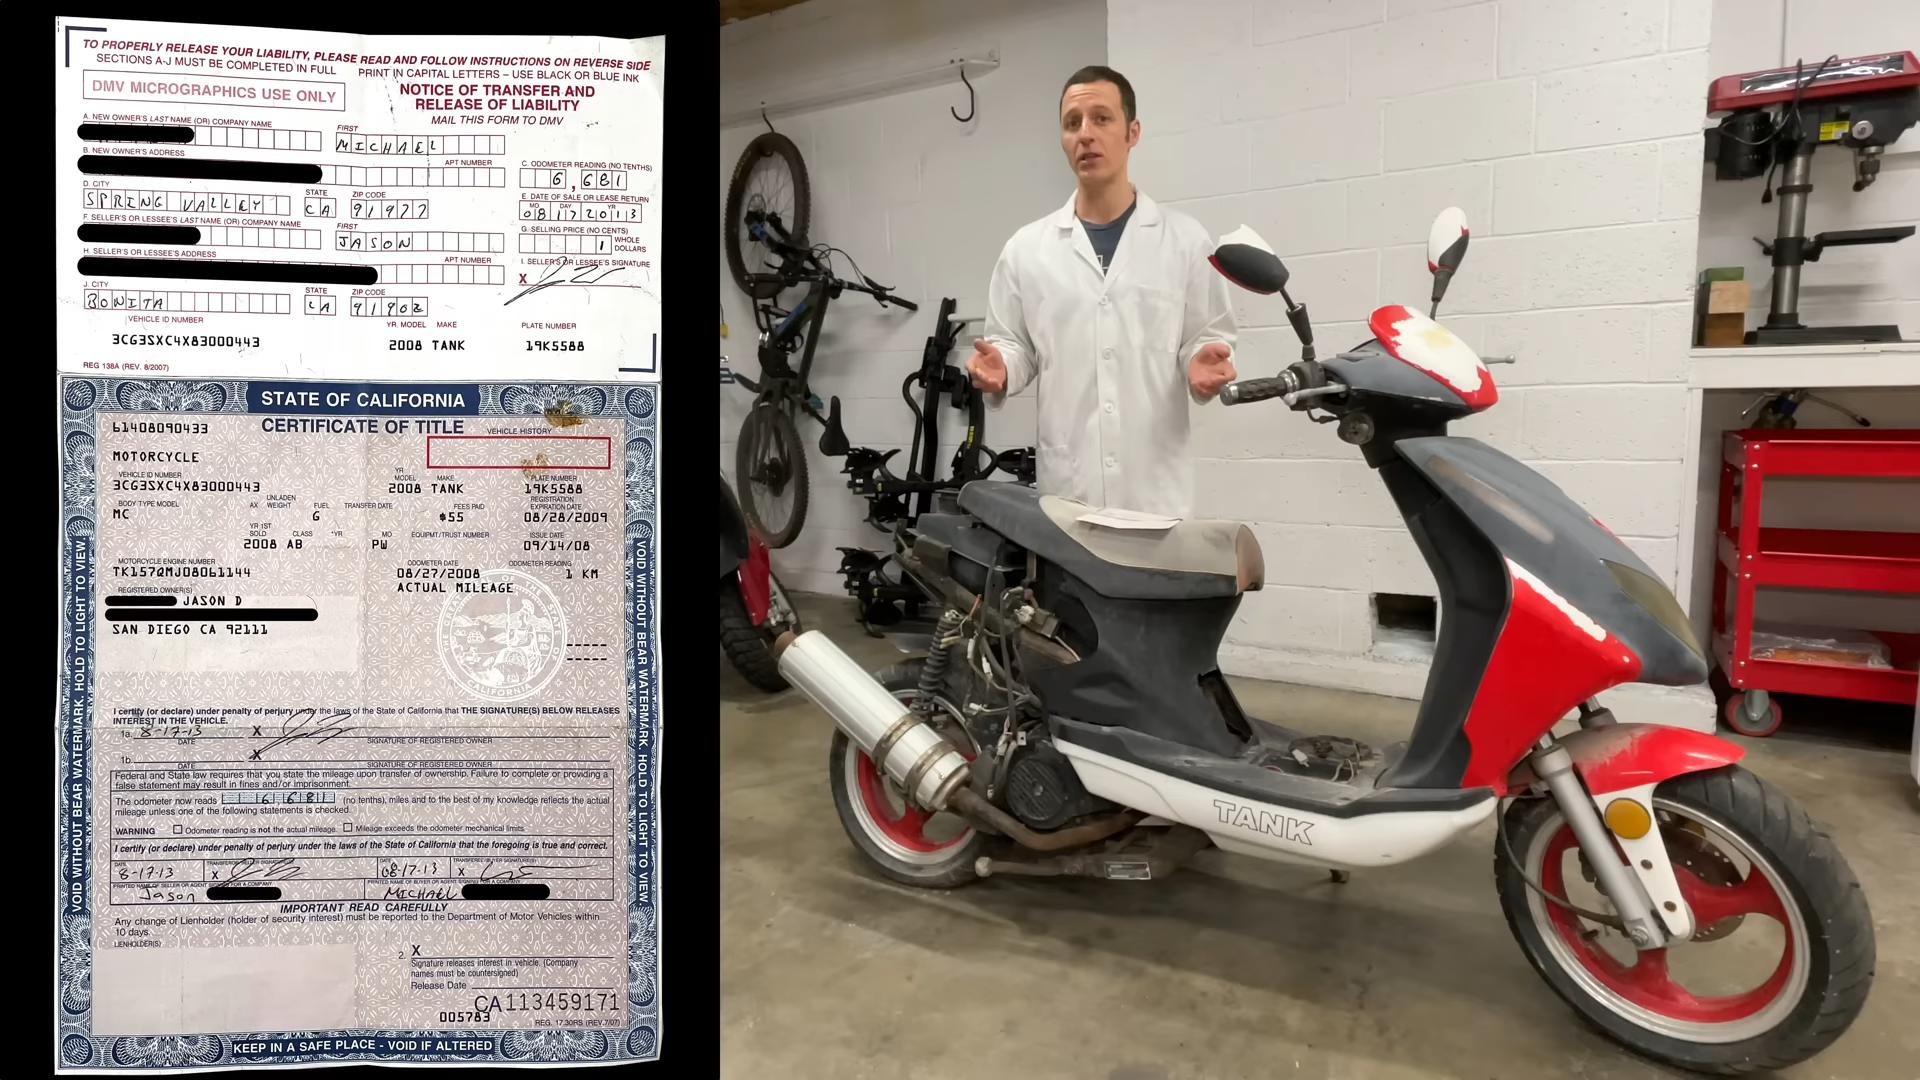 TO PROPERLY RELEASE YOUR LIABILITY, PLEASE READ AND FOLLOW INSTRUCTIONS ON REVERSE SIDE
SECTIONS A-J MUST BE COMPLETED IN FULL PRINT IN CAPITAL LETTERS – USE BLACK OR BLUE INK
DMV MICROGRAPHICS USE ONLY
NOTICE OF TRANSFER AND
RELEASE OF LIABILITY
MAIL THIS FORM TO DMV
A. NEW OWNER'S LAST NAME (OR) COMPANY NAME FIRST
MICHAEL
B. NEW OWNER'S ADDRESS APT NUMBER
C. ODOMETER READING (NO TENTHS)
6,681
D. CITY STATE ZIP CODE
SPRING VALLEY CA 91977
E. DATE OF SALE OR LEASE RETURN
MO DAY YR
08172013
F. SELLER'S OR LESSEE'S LAST NAME (OR) COMPANY NAME FIRST
JASON
G. SELLING PRICE (NO CENTS)
1 WHOLE DOLLARS
H. SELLER'S OR LESSEE'S ADDRESS APT NUMBER
I. SELLER'S OR LESSEE'S SIGNATURE
X
J. CITY STATE ZIP CODE
BONITA CA 91902
VEHICLE ID NUMBER YR. MODEL MAKE PLATE NUMBER
3CG3SXC4X83000443 2008 TANK 19K5588
REG 138A (REV. 8/2007)
STATE OF CALIFORNIA
CERTIFICATE OF TITLE
61408090433
VEHICLE HISTORY
MOTORCYCLE
VEHICLE ID NUMBER YR MODEL MAKE PLATE NUMBER
3CG3SXC4X83000443 2008 TANK 19K5588
BODY TYPE MODEL AX UNLADEN WEIGHT FUEL TRANSFER DATE FEES PAID REGISTRATION EXPIRATION DATE
MC G $55 08/28/2009
YR 1ST SOLD CLASS *YR MO EQUIPMT/TRUST NUMBER ISSUE DATE
2008 AB PW 09/14/08
MOTORCYCLE ENGINE NUMBER ODOMETER DATE ODOMETER READING
TK157QMJ08061144 08/27/2008 1 KM
REGISTERED OWNER(S) ACTUAL MILEAGE
JASON D
SAN DIEGO CA 92111
CALIFORNIA
I certify (or declare) under penalty of perjury under the laws of the State of California that THE SIGNATURE(S) BELOW RELEASES
INTEREST IN THE VEHICLE.
1a. 8-17-13 X
DATE SIGNATURE OF REGISTERED OWNER
1b X
DATE SIGNATURE OF REGISTERED OWNER
Federal and State law requires that you state the mileage upon transfer of ownership. Failure to complete or providing a
false statement may result in fines and/or imprisonment.
The odometer now reads 6,681 (no tenths), miles and to the best of my knowledge reflects the actual
mileage unless one of the following statements is checked.
WARNING Odometer reading is not the actual mileage. Mileage exceeds the odometer mechanical limits
I certify (or declare) under penalty of perjury under the laws of the State of California that the foregoing is true and correct.
DATE DATE
8-17-13 X 08-17-13 X
Jason MICHAEL
IMPORTANT READ CAREFULLY
Any change of Lienholder (holder of security interest) must be reported to the Department of Motor Vehicles within
10 days.
LIENHOLDER(S)
2. X
Signature releases interest in vehicle. (Company
names must be countersigned)
Release Date
CA113459171
005783
REG. 17.30RS (REV.7/07)
KEEP IN A SAFE PLACE - VOID IF ALTERED
VOID WITHOUT BEAR WATERMARK. HOLD TO LIGHT TO VIEW.
VOID WITHOUT BEAR WATERMARK. HOLD TO LIGHT TO VIEW.
TANK